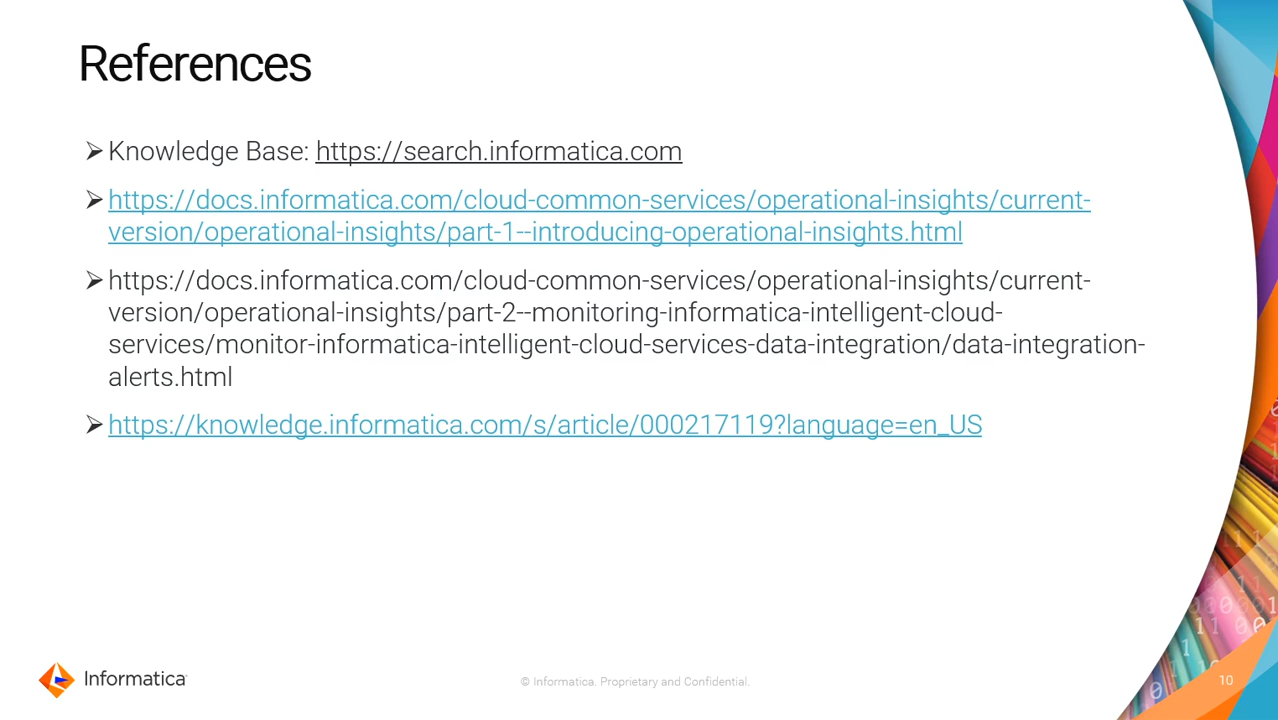 References
➢Knowledge Base: https://search.informatica.com
➢https://docs.informatica.com/cloud-common-services/operational-insights/current-
version/operational-insights/part-1--introducing-operational-insights.html
➢https://docs.informatica.com/cloud-common-services/operational-insights/current-
version/operational-insights/part-2--monitoring-informatica-intelligent-cloud-
services/monitor-informatica-intelligent-cloud-services-data-integration/data-integration-
alerts.html
➢https://knowledge.informatica.com/s/article/000217119?language=en_US
Informatica
© Informatica. Proprietary and Confidential.
10